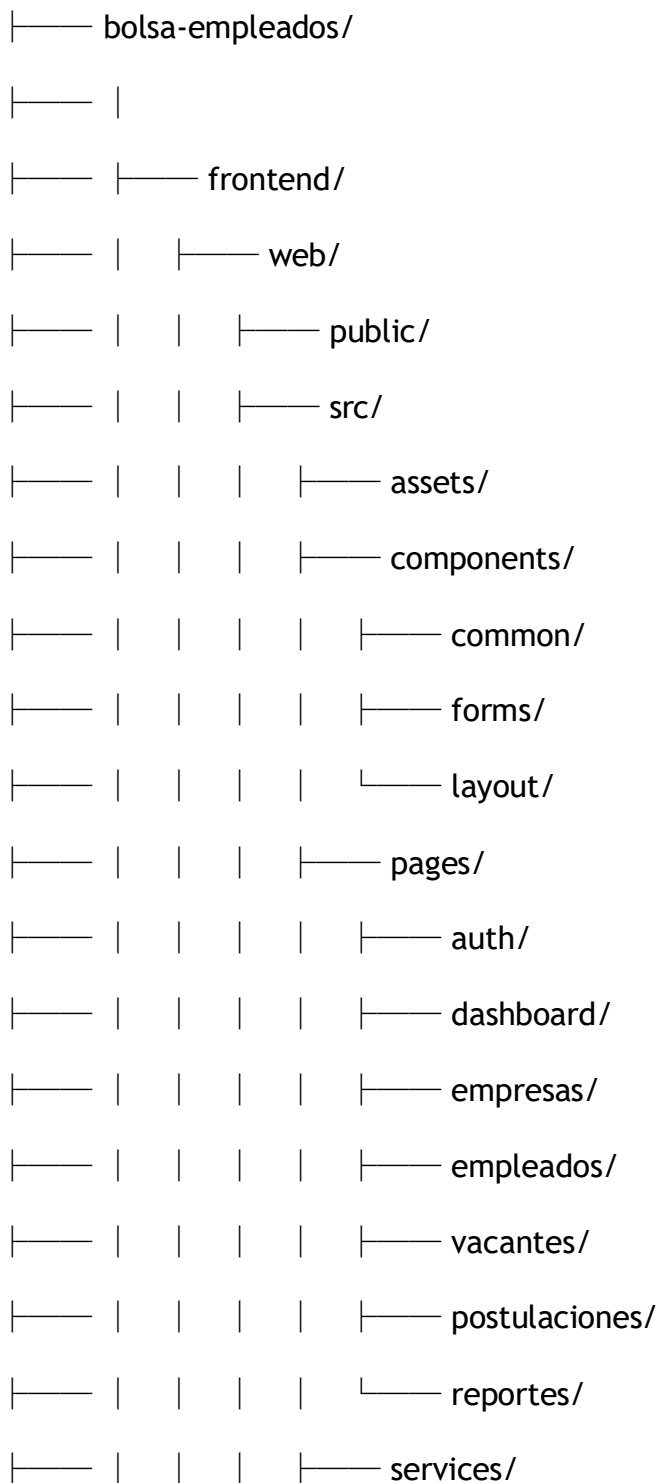 ├── bolsa-empleados/
├── │
├── ├── frontend/
├── │ ├── web/
├── │ │ ├── public/
├── │ │ ├── src/
├── │ │ │ ├── assets/
├── │ │ │ ├── components/
├── │ │ │ │ ├── common/
├── │ │ │ │ ├── forms/
├── │ │ │ │ └── layout/
├── │ │ │ ├── pages/
├── │ │ │ │ ├── auth/
├── │ │ │ │ ├── dashboard/
├── │ │ │ │ ├── empresas/
├── │ │ │ │ ├── empleados/
├── │ │ │ │ ├── vacantes/
├── │ │ │ │ ├── postulaciones/
├── │ │ │ │ └── reportes/
├── │ │ │ ├── services/